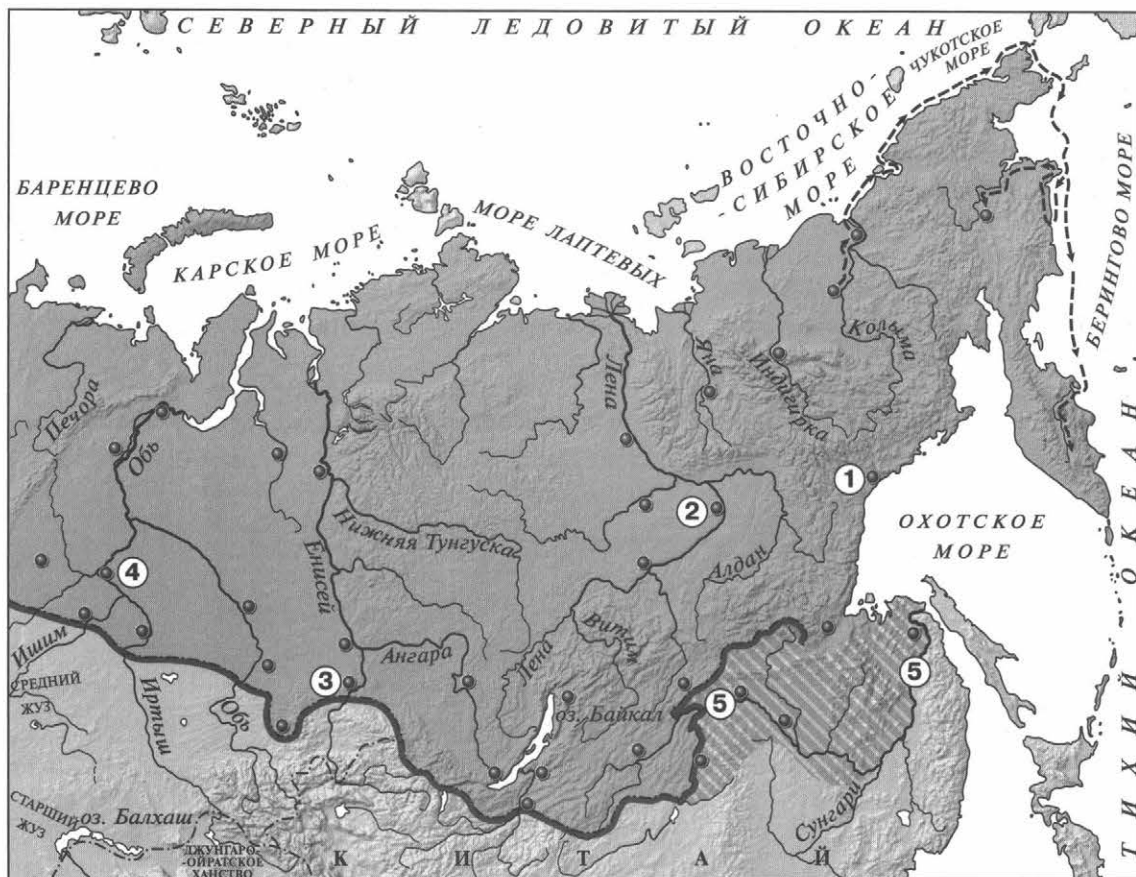 СЕВЕРНЫЙ ЛЕДОВИТЫЙ ОКЕАН
ЧУКОТСКОЕ
МОРЕ
ВОСТОЧНО-
-СИБИРСКОЕ
МОРЕ
БЕРИНГОВО МОРЕ
БАРЕНЦЕВО
МОРЕ
КАРСКОЕ МОРЕ
МОРЕ ЛАПТЕВЫХ
Печора
Обь
Лена
Яна
Индигирка
Колыма
1
2
ОХОТСКОЕ
МОРЕ
ТИХИЙ ОКЕАН
Нижняя Тунгуска
Енисей
Алдан
4
Ишим
Ангара
Лена
Витим
3
5
5
СРЕДНИЙ
ЖУЗ
Иртыш
Обь
оз. Байкал
Сунгари
СТАРШИЙ
ЖУЗ
оз. Балхаш
ДЖУНГАРО-
-ОЙРАТСКОЕ
ХАНСТВО
КИТАЙ